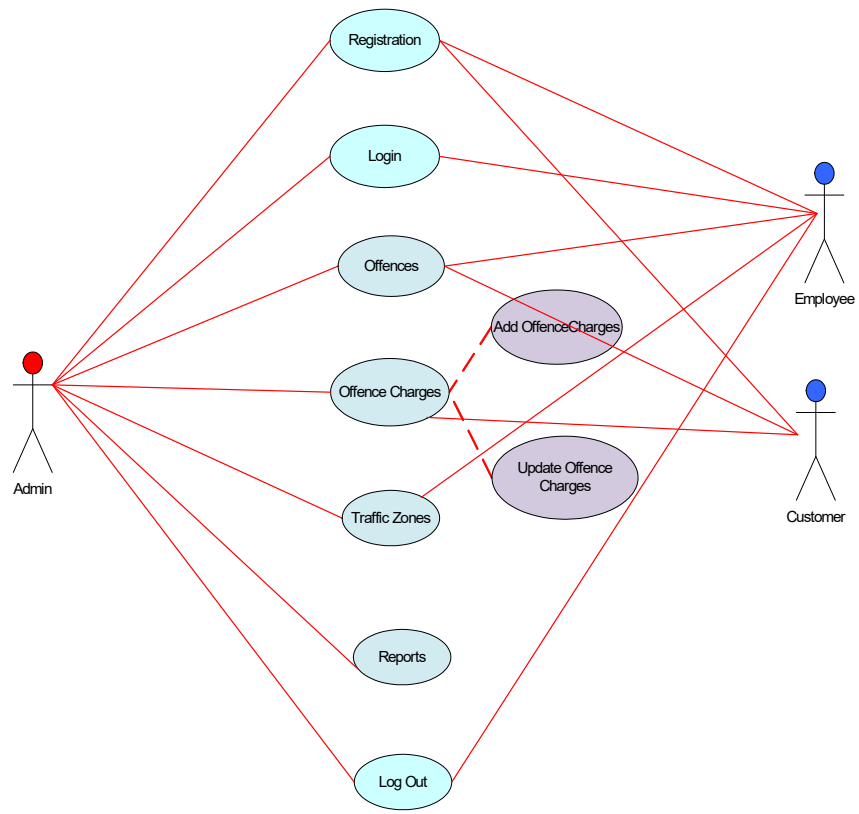 Registration
Login
Offences
Add OffenceCharges
Employee
Offence Charges
Update Offence
Charges
Admin
Traffic Zones
Customer
Reports
Log Out